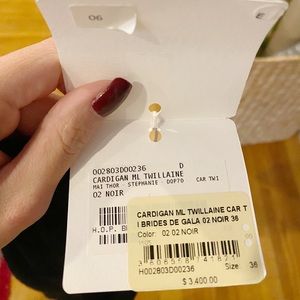 06
E
002803D00236 D
CARDIGAN ML TWILLAINE
MAI THOR - STEPHANIE - DOP70 CAR TWI
02 NOIR
H.O.P.
CARDIGAN ML TWILLAINE CAR T
I BRIDES DE GALA 02 NOIR 36
Color: 02 02 NOIR
H002803D00236 Size: 36
$ 3,400.00